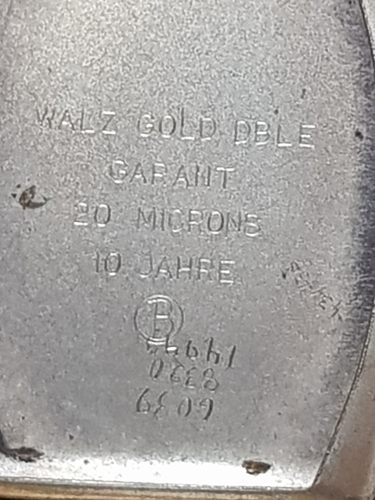 WALZ GOLD DBLE
GARANT
20 MICRONS
10 JAHRE
B
8320
6039